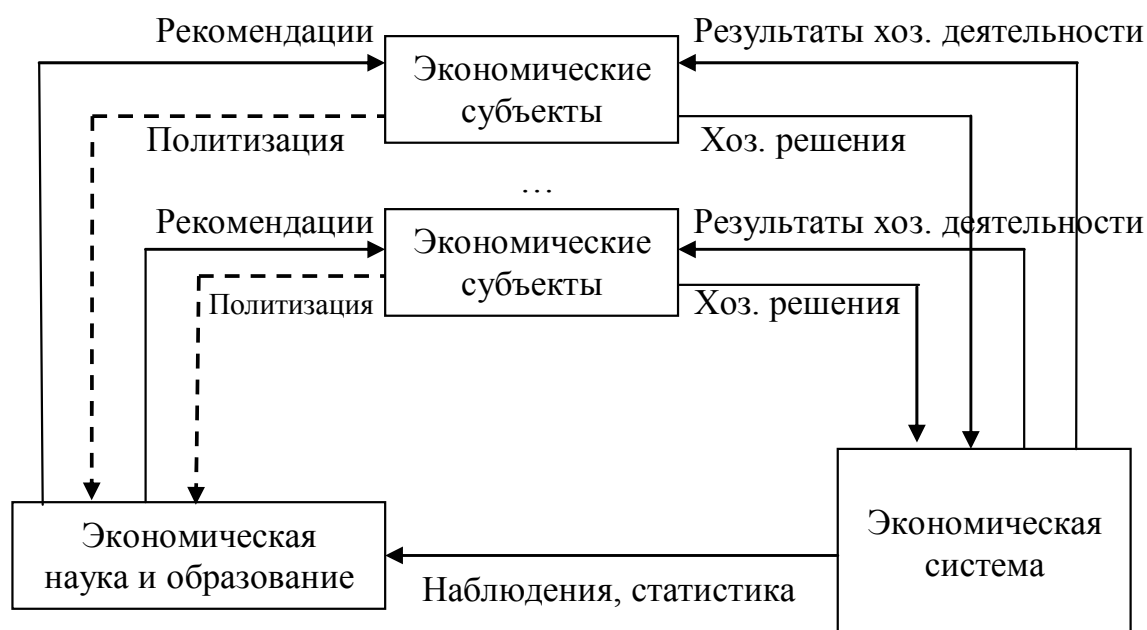 Рекомендации
Результаты хоз. деятельности
Экономические
субъекты
Политизация
Хоз. решения
…
Рекомендации
Результаты хоз. деятельности
Экономические
субъекты
Политизация
Хоз. решения
Экономическая
наука и образование
Экономическая
система
Наблюдения, статистика